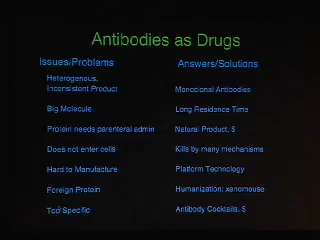 Antibodies as Drugs
Issues/Problems
Answers/Solutions
Heterogenous,
Inconsistent Product
Monoclonal Antibodies
Big Molecule
Long Residence Time
Protein needs parenteral admin
Natural Product, $
Does not enter cells
Kills by many mechanisms
Hard to Manufacture
Platform Technology
Foreign Protein
Humanization: xenomouse
Too Specific
Antibody Cocktails, $